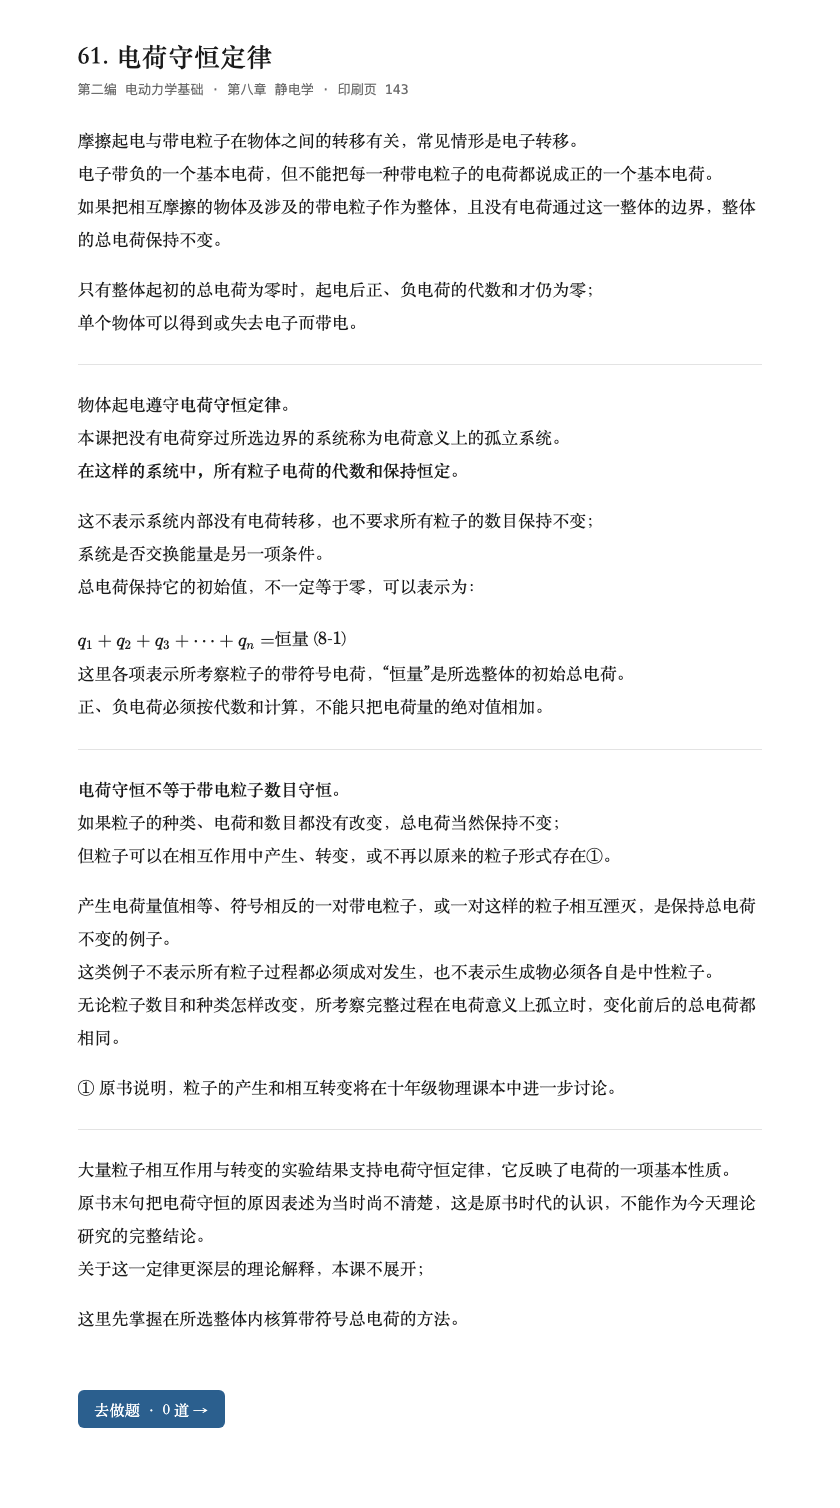 61. 电荷守恒定律
第二编 电动力学基础 · 第八章 静电学 · 印刷页 143
摩擦起电与带电粒子在物体之间的转移有关，常见情形是电子转移。
电子带负的一个基本电荷，但不能把每一种带电粒子的电荷都说成正的一个基本电荷。
如果把相互摩擦的物体及涉及的带电粒子作为整体，且没有电荷通过这一整体的边界，整体
的总电荷保持不变。
只有整体起初的总电荷为零时，起电后正、负电荷的代数和才仍为零；
单个物体可以得到或失去电子而带电。
物体起电遵守电荷守恒定律。
本课把没有电荷穿过所选边界的系统称为电荷意义上的孤立系统。
在这样的系统中，所有粒子电荷的代数和保持恒定。
这不表示系统内部没有电荷转移，也不要求所有粒子的数目保持不变；
系统是否交换能量是另一项条件。
总电荷保持它的初始值，不一定等于零，可以表示为：
q₁ + q₂ + q₃ + ··· + qₙ =恒量 (8-1)
这里各项表示所考察粒子的带符号电荷，“恒量”是所选整体的初始总电荷。
正、负电荷必须按代数和计算，不能只把电荷量的绝对值相加。
电荷守恒不等于带电粒子数目守恒。
如果粒子的种类、电荷和数目都没有改变，总电荷当然保持不变；
但粒子可以在相互作用中产生、转变，或不再以原来的粒子形式存在①。
产生电荷量值相等、符号相反的一对带电粒子，或一对这样的粒子相互湮灭，是保持总电荷
不变的例子。
这类例子不表示所有粒子过程都必须成对发生，也不表示生成物必须各自是中性粒子。
无论粒子数目和种类怎样改变，所考察完整过程在电荷意义上孤立时，变化前后的总电荷都
相同。
① 原书说明，粒子的产生和相互转变将在十年级物理课本中进一步讨论。
大量粒子相互作用与转变的实验结果支持电荷守恒定律，它反映了电荷的一项基本性质。
原书末句把电荷守恒的原因表述为当时尚不清楚，这是原书时代的认识，不能作为今天理论
研究的完整结论。
关于这一定律更深层的理论解释，本课不展开；
这里先掌握在所选整体内核算带符号总电荷的方法。
去做题 · 0 道 →